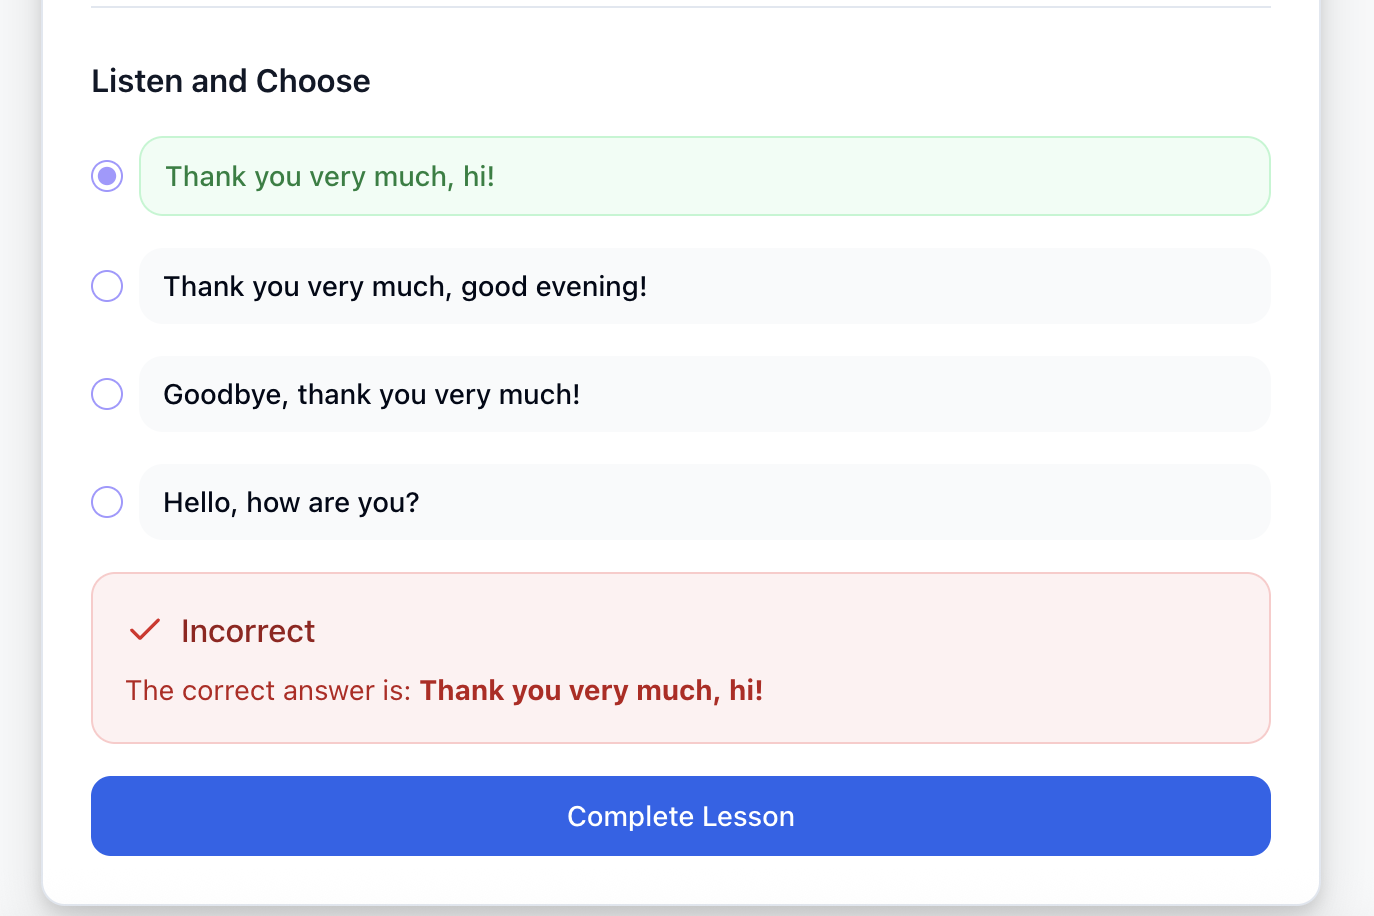 Listen and Choose
Thank you very much, hi!
Thank you very much, good evening!
Goodbye, thank you very much!
Hello, how are you?
Incorrect
The correct answer is: Thank you very much, hi!
Complete Lesson